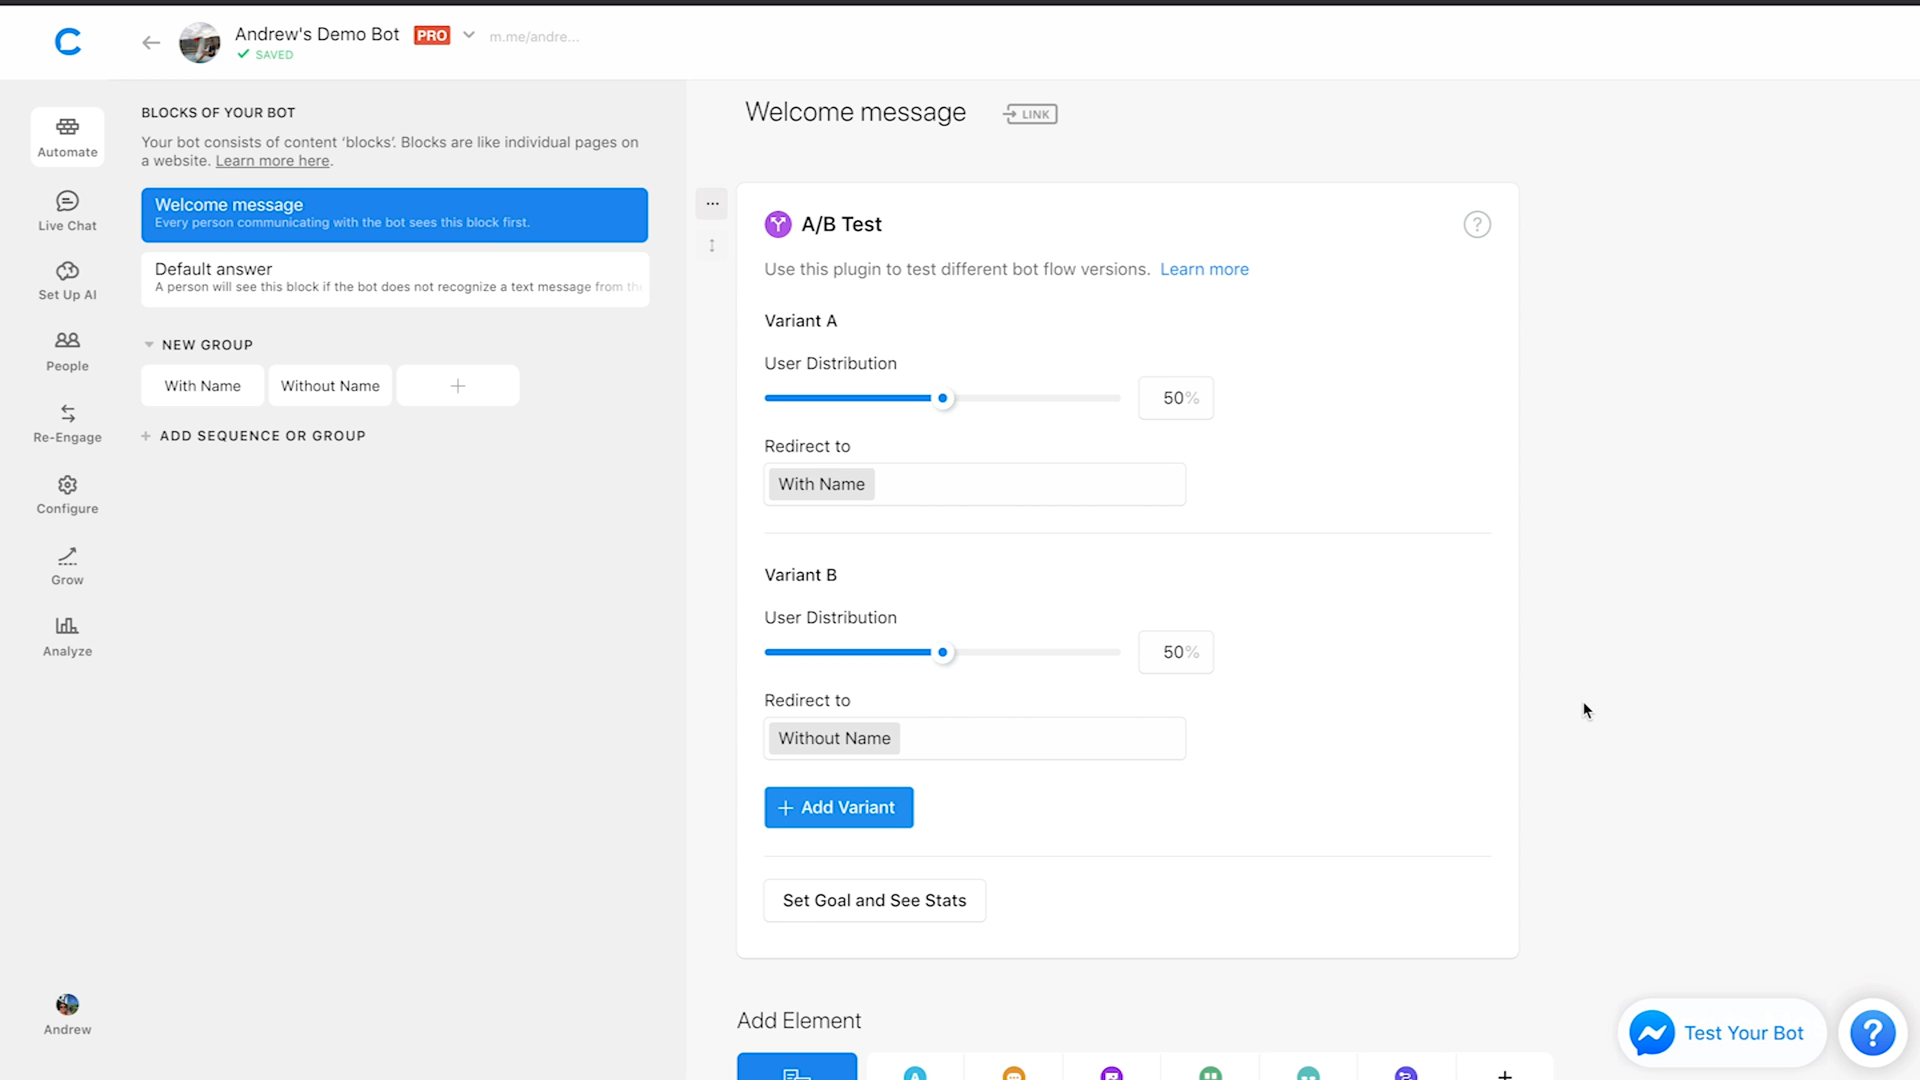 Andrew's Demo Bot PRO m.me/andre...
SAVED
Automate
Live Chat
Set Up AI
People
Re-Engage
Configure
Grow
Analyze
Andrew
BLOCKS OF YOUR BOT
Your bot consists of content ‘blocks’. Blocks are like individual pages on
a website. Learn more here.
Welcome message
Every person communicating with the bot sees this block first.
Default answer
A person will see this block if the bot does not recognize a text message from the
NEW GROUP
With Name
Without Name
+
+ ADD SEQUENCE OR GROUP
Welcome message LINK
...
A/B Test
?
Use this plugin to test different bot flow versions. Learn more
Variant A
User Distribution
50%
Redirect to
With Name
Variant B
User Distribution
50%
Redirect to
Without Name
+ Add Variant
Set Goal and See Stats
Add Element
+
Test Your Bot
?